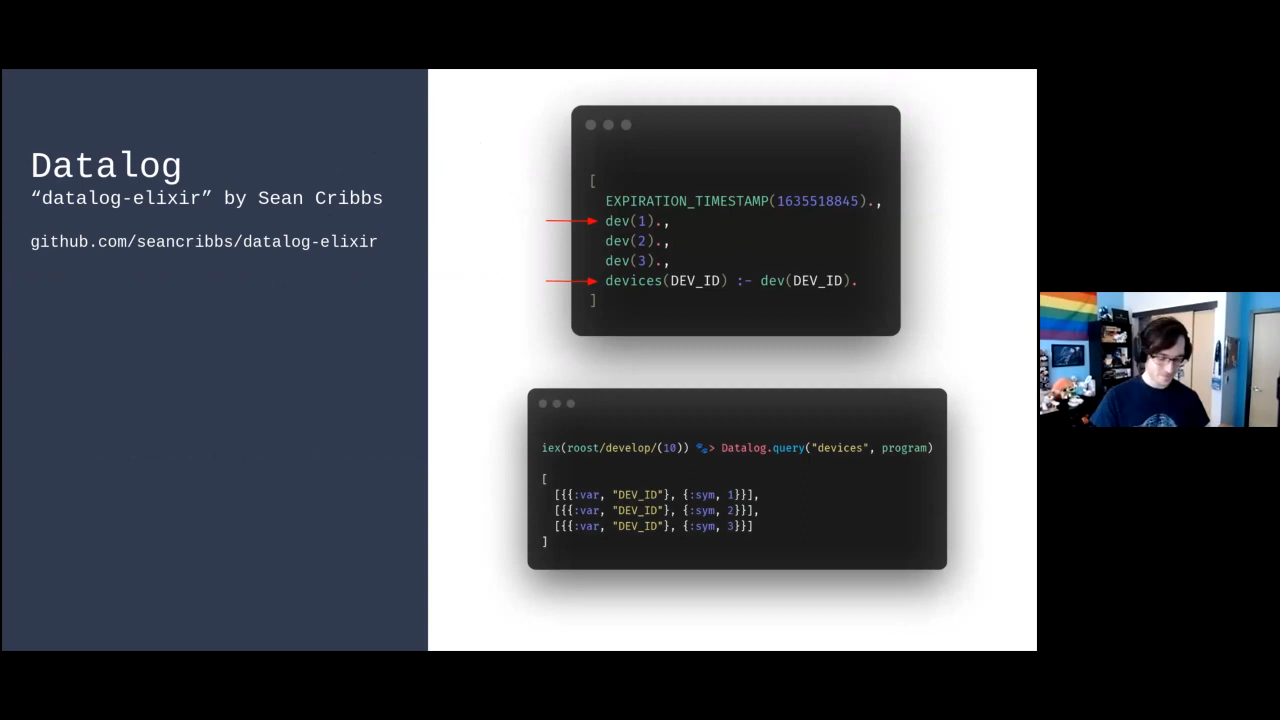 Datalog
“datalog-elixir” by Sean Cribbs
github.com/seancribbs/datalog-elixir
[
EXPIRATION_TIMESTAMP(1635518845).,
dev(1).,
dev(2).,
dev(3).,
devices(DEV_ID) :- dev(DEV_ID).
]
iex(roost/develop/(10)) 🐾> Datalog.query("devices", program)
[
[{{:var, "DEV_ID"}, {:sym, 1}}],
[{{:var, "DEV_ID"}, {:sym, 2}}],
[{{:var, "DEV_ID"}, {:sym, 3}}]
]